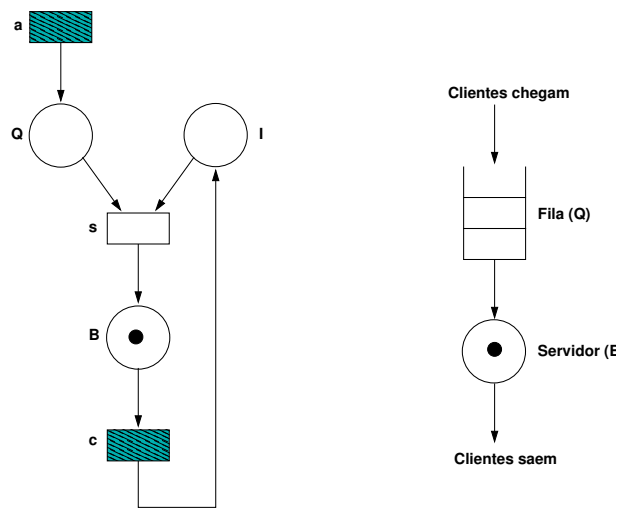 a
Q
I
s
B
c
Clientes chegam
Fila (Q)
Servidor (B
Clientes saem